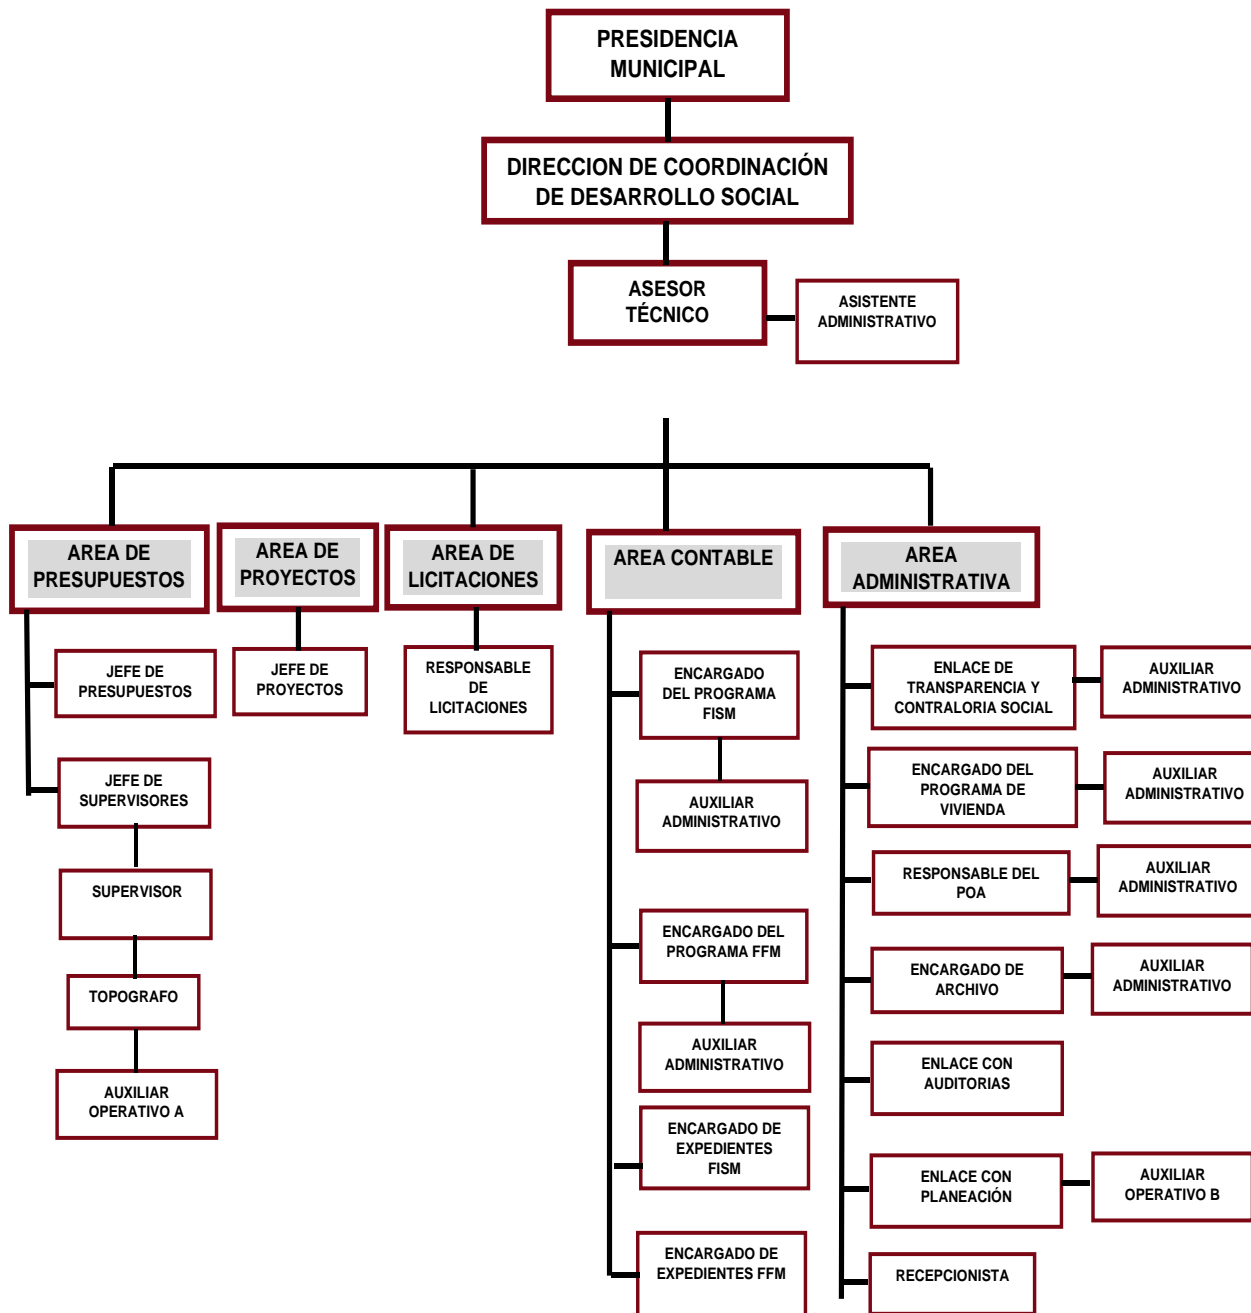 PRESIDENCIA
MUNICIPAL
DIRECCION DE COORDINACIÓN
DE DESARROLLO SOCIAL
ASESOR
TÉCNICO
ASISTENTE
ADMINISTRATIVO
AREA DE
PRESUPUESTOS
AREA DE
PROYECTOS
AREA DE
LICITACIONES
AREA CONTABLE
AREA
ADMINISTRATIVA
JEFE DE
PRESUPUESTOS
JEFE DE
SUPERVISORES
SUPERVISOR
TOPOGRAFO
AUXILIAR
OPERATIVO A
JEFE DE
PROYECTOS
RESPONSABLE
DE
LICITACIONES
ENCARGADO
DEL PROGRAMA
FISM
AUXILIAR
ADMINISTRATIVO
ENCARGADO DEL
PROGRAMA FFM
AUXILIAR
ADMINISTRATIVO
ENCARGADO DE
EXPEDIENTES
FISM
ENCARGADO DE
EXPEDIENTES FFM
ENLACE DE
TRANSPARENCIA Y
CONTRALORIA SOCIAL
AUXILIAR
ADMINISTRATIVO
ENCARGADO DEL
PROGRAMA DE
VIVIENDA
AUXILIAR
ADMINISTRATIVO
RESPONSABLE DEL
POA
AUXILIAR
ADMINISTRATIVO
ENCARGADO DE
ARCHIVO
AUXILIAR
ADMINISTRATIVO
ENLACE CON
AUDITORIAS
ENLACE CON
PLANEACIÓN
AUXILIAR
OPERATIVO B
RECEPCIONISTA